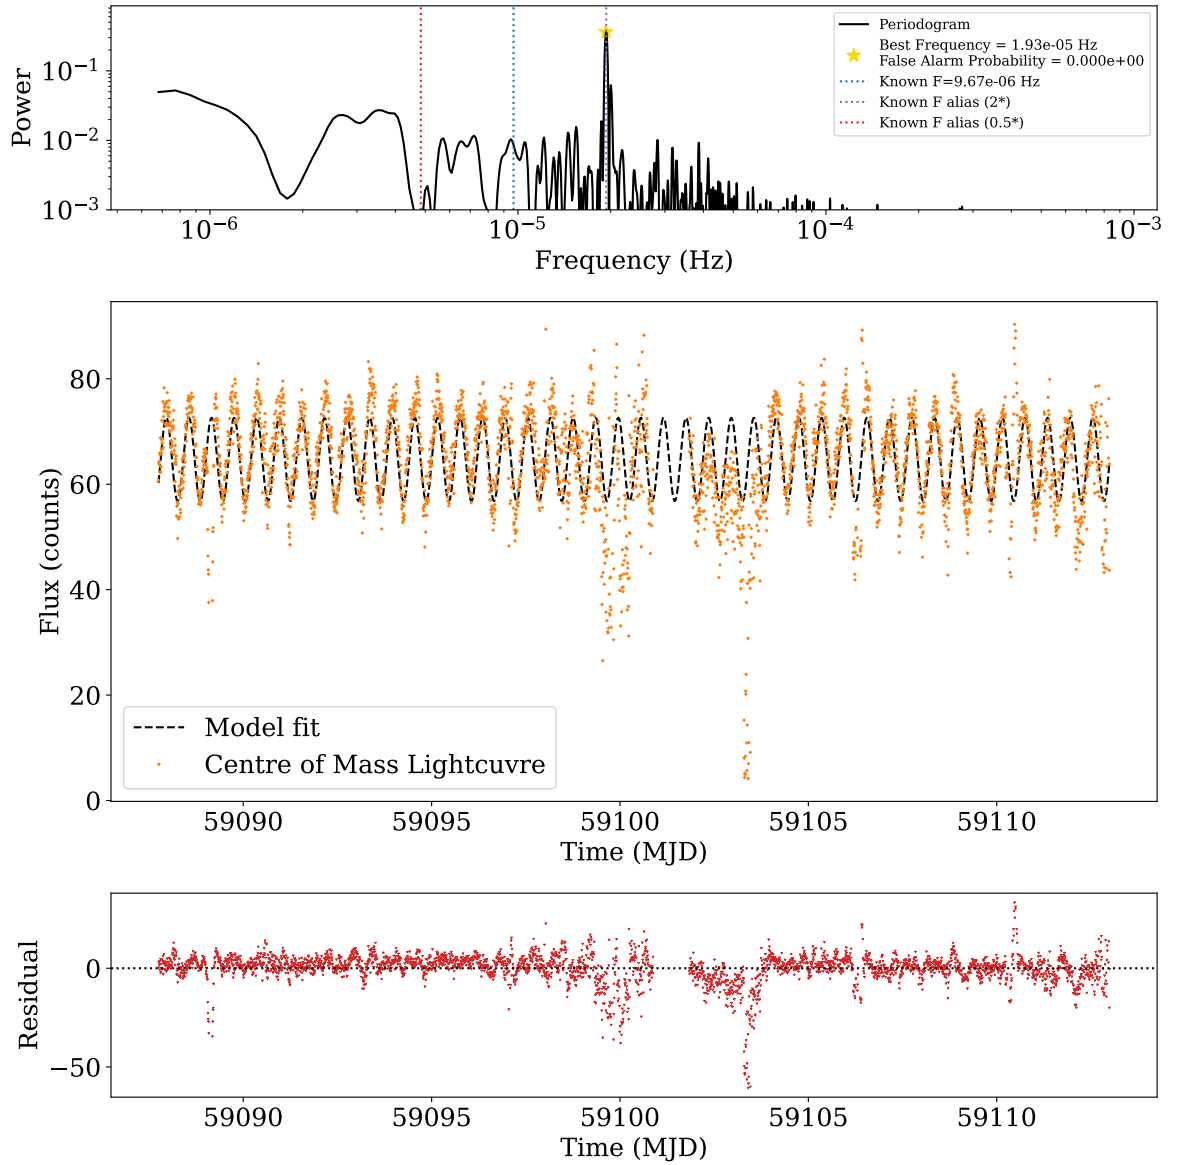 Power
10⁻¹
10⁻²
10⁻³
Periodogram
Best Frequency = 1.93e-05 Hz
False Alarm Probability = 0.000e+00
Known F=9.67e-06 Hz
Known F alias (2*)
Known F alias (0.5*)
10⁻⁶ 10⁻⁵ 10⁻⁴ 10⁻³
Frequency (Hz)
Flux (counts)
80
60
40
20
0
Model fit
Centre of Mass Lightcuvre
59090 59095 59100 59105 59110
Time (MJD)
Residual
0
−50
59090 59095 59100 59105 59110
Time (MJD)